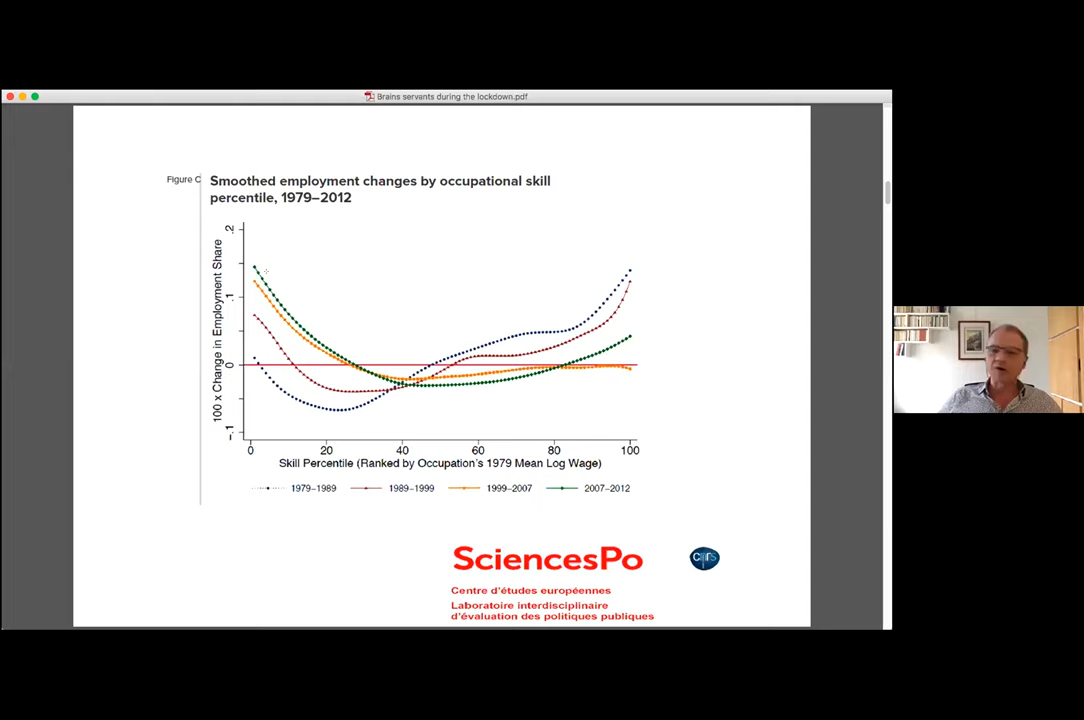 Brains servants during the lockdown.pdf
Figure C
Smoothed employment changes by occupational skill
percentile, 1979–2012
.2
.1
0
-.1
100 x Change in Employment Share
0 20 40 60 80 100
Skill Percentile (Ranked by Occupation's 1979 Mean Log Wage)
1979–1989 1989–1999 1999–2007 2007–2012
SciencesPo
cnrs
Centre d'études européennes
Laboratoire interdisciplinaire
d'évaluation des politiques publiques